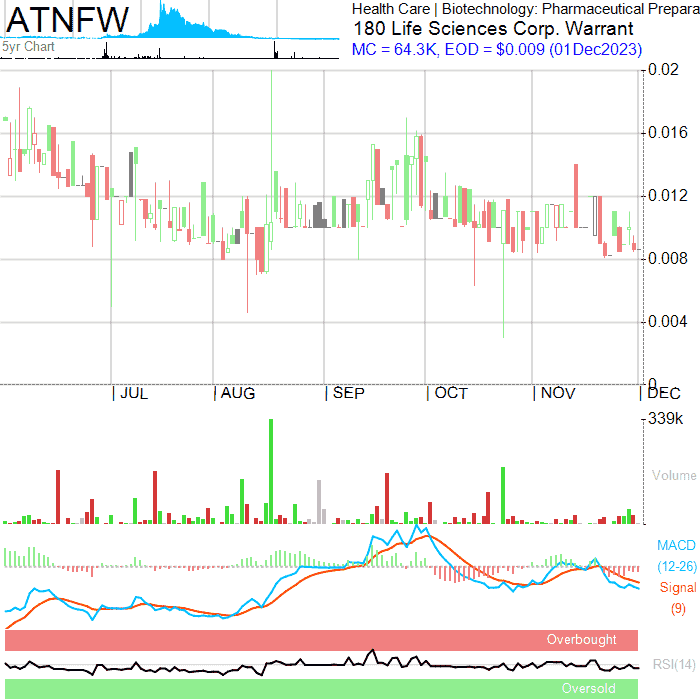 ATNFW
5yr Chart
Health Care | Biotechnology: Pharmaceutical Prepara
180 Life Sciences Corp. Warrant
MC = 64.3K, EOD = $0.009 (01Dec2023)
0.02
0.016
0.012
0.008
0.004
0
JUL AUG SEP OCT NOV DEC
339k
Volume
MACD
(12-26)
Signal
(9)
Overbought
RSI(14)
Oversold